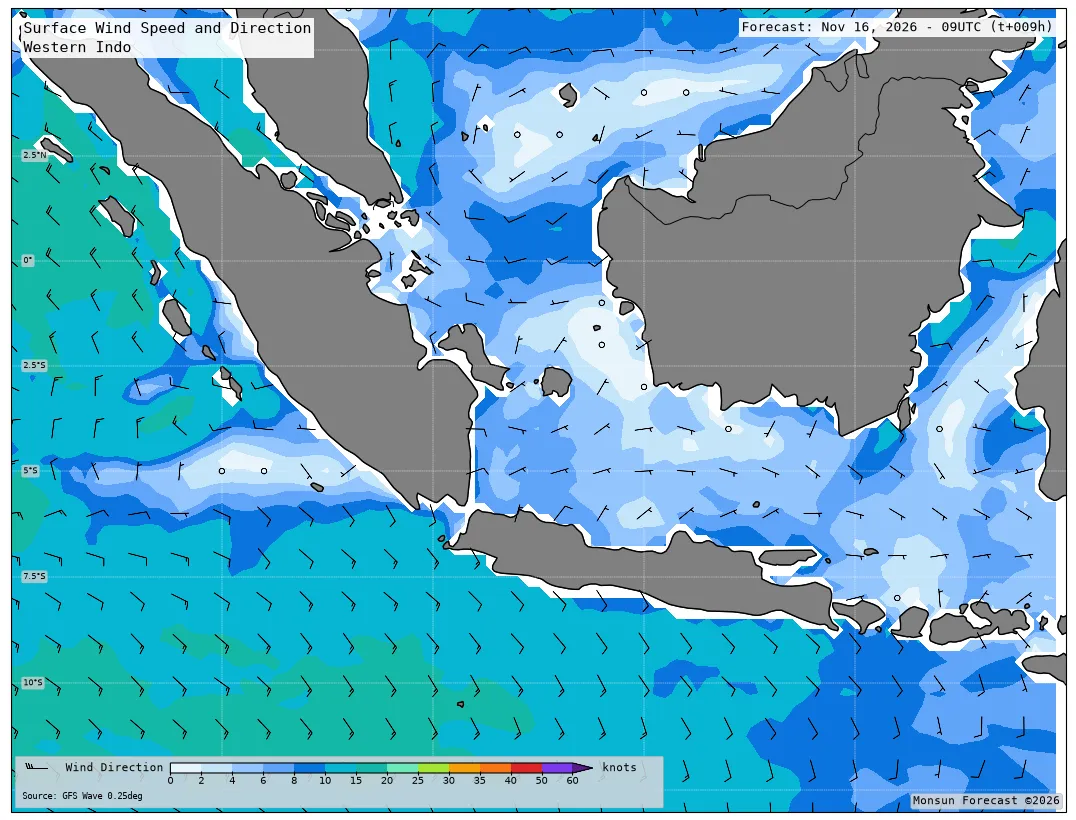 Surface Wind Speed and Direction
Western Indo
Forecast: Nov 16, 2026 - 09UTC (t+009h)
2.5°N
0°
2.5°S
5°S
7.5°S
10°S
Wind Direction
0 2 4 6 8 10 15 20 25 30 35 40 50 60
knots
Source: GFS Wave 0.25deg
Monsun Forecast ©2026